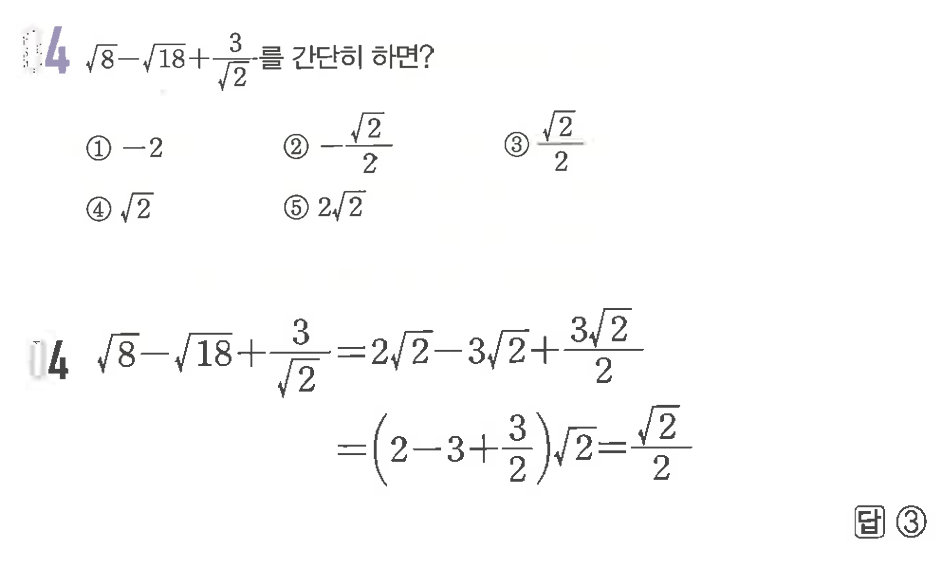 04 √8−√18+3/√2를 간단히 하면?
① −2 ② −√2/2 ③ √2/2
④ √2 ⑤ 2√2
04 √8−√18+3/√2=2√2−3√2+3√2/2
=(2−3+3/2)√2=√2/2
답 ③